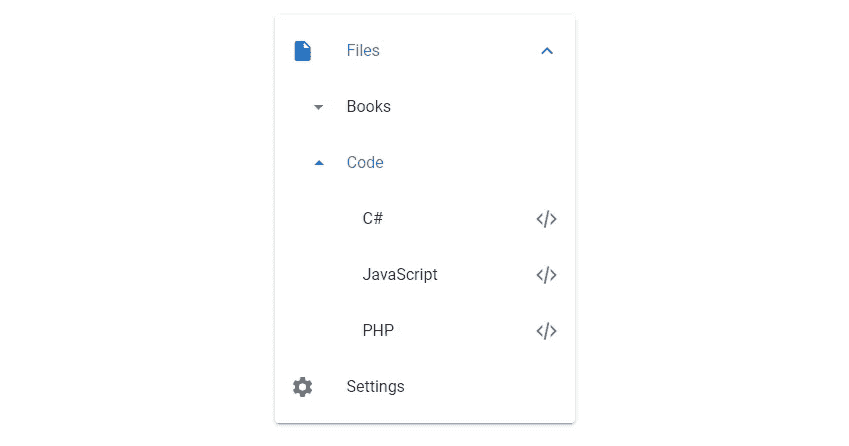 Files
Books
Code
C#
JavaScript
PHP
Settings